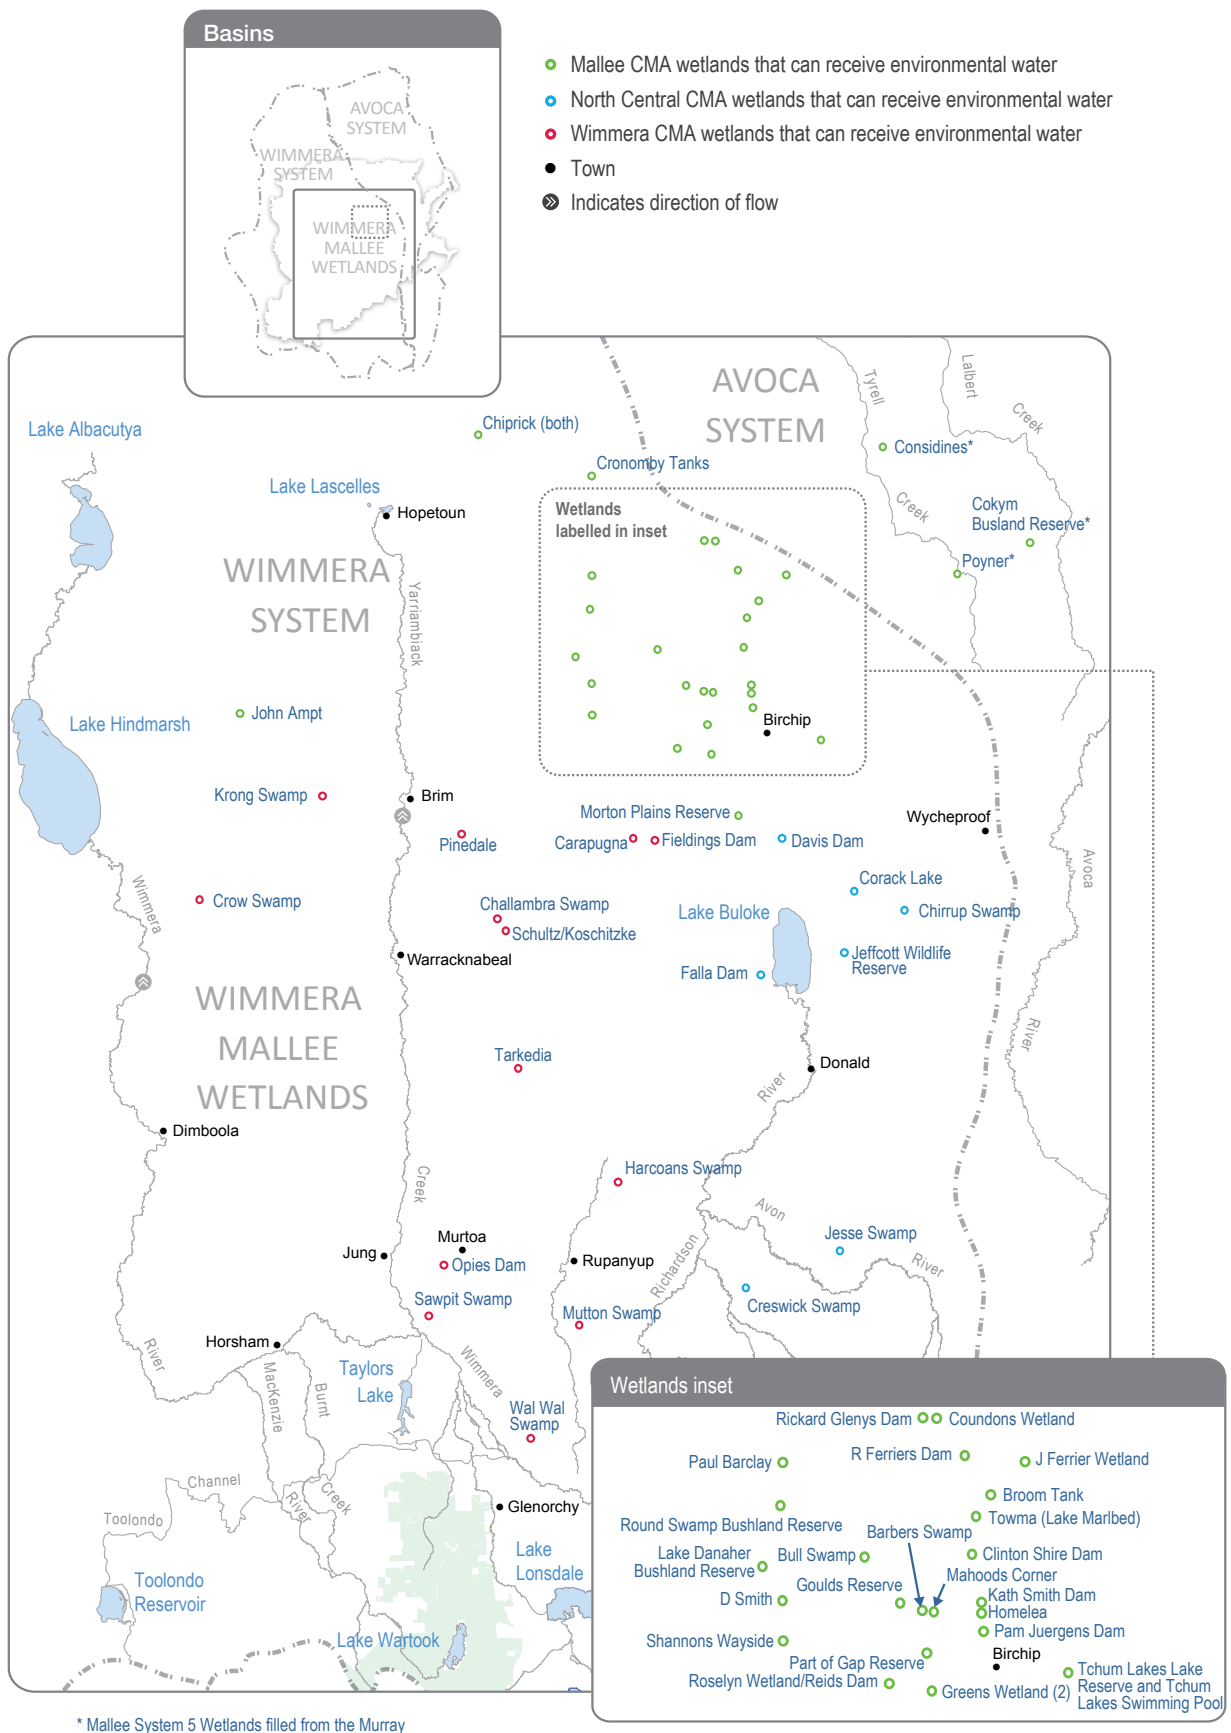 Basins
AVOCA
SYSTEM
WIMMERA
SYSTEM
WIMMERA
MALLEE
WETLANDS
Mallee CMA wetlands that can receive environmental water
North Central CMA wetlands that can receive environmental water
Wimmera CMA wetlands that can receive environmental water
Town
Indicates direction of flow
AVOCA
SYSTEM
Tyrell
Creek
Lalbert
Creek
Lake Albacutya
Chiprick (both)
Considines*
Cronomby Tanks
Lake Lascelles
Hopetoun
Wetlands
labelled in inset
Cokym
Busland Reserve*
Poyner*
WIMMERA
SYSTEM
Yarriambiack
Creek
John Ampt
Lake Hindmarsh
Birchip
Krong Swamp
Brim
Morton Plains Reserve
Wycheproof
Pinedale
Carapugna
Fieldings Dam
Davis Dam
Avoca
River
Wimmera
River
Crow Swamp
Corack Lake
Challambra Swamp
Lake Buloke
Chirrup Swamp
Schultz/Koschitzke
Warracknabeal
Jeffcott Wildlife
Reserve
Falla Dam
WIMMERA
MALLEE
WETLANDS
Tarkedia
Donald
River
Dimboola
Harcoans Swamp
Avon
River
Richardson
Jesse Swamp
Murtoa
Jung
Opies Dam
Rupanyup
Sawpit Swamp
Creswick Swamp
Mutton Swamp
Horsham
MacKenzie
River
Burnt
Creek
Taylors
Lake
Wimmera
Wal Wal
Swamp
Channel
Toolondo
Glenorchy
Lake
Lonsdale
Toolondo
Reservoir
Lake Wartook
Wetlands inset
Rickard Glenys Dam
Coundons Wetland
Paul Barclay
R Ferriers Dam
J Ferrier Wetland
Broom Tank
Round Swamp Bushland Reserve
Towma (Lake Marlbed)
Barbers Swamp
Lake Danaher
Bushland Reserve
Bull Swamp
Clinton Shire Dam
Mahoods Corner
Goulds Reserve
D Smith
Kath Smith Dam
Homelea
Pam Juergens Dam
Shannons Wayside
Part of Gap Reserve
Birchip
Roselyn Wetland/Reids Dam
Greens Wetland (2)
Tchum Lakes Lake
Reserve and Tchum
Lakes Swimming Pool
* Mallee System 5 Wetlands filled from the Murray